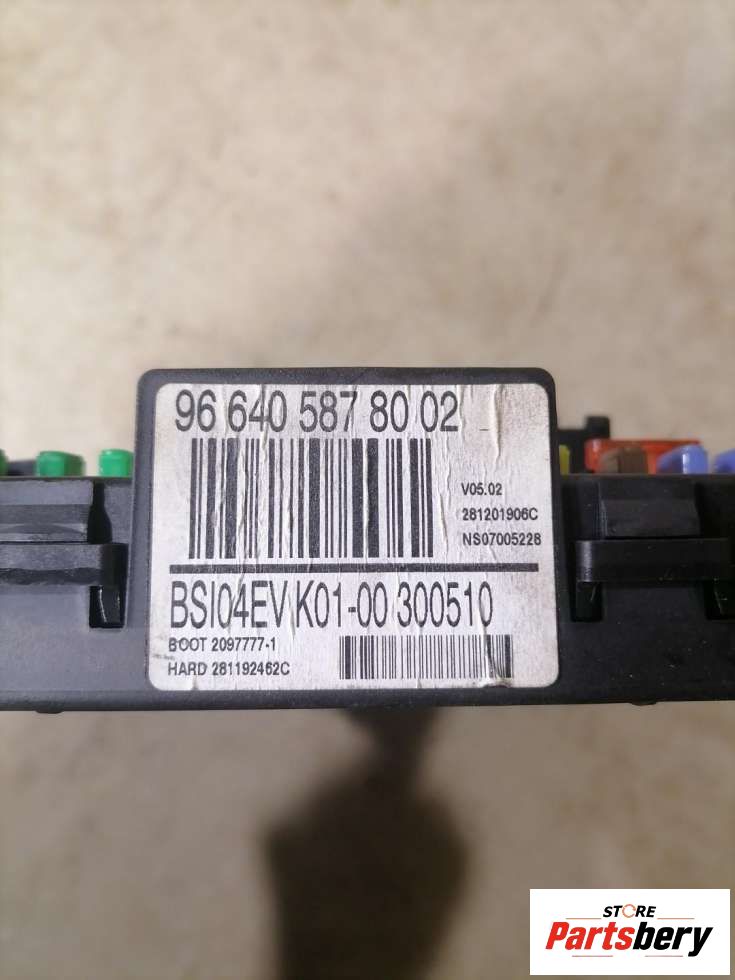 96 640 587 80 02
V05.02
281201906C
NS07005228
BSI04EV K01-00 300510
BOOT 2097777-1
HARD 281192462C
STORE
Partsbery